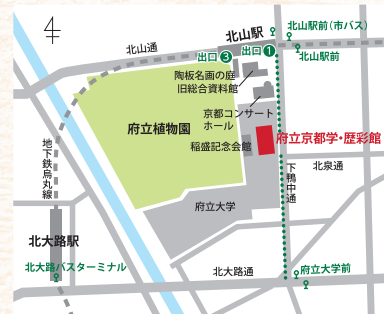 北山駅
北山駅前(市バス)
北山通
出口3
出口1
北山駅前
陶板名画の庭
旧総合資料館
京都コンサート
ホール
府立植物園
府立京都学・歴彩館
稲盛記念会館
地下鉄烏丸線
下鴨中通
北泉通
府立大学
北大路駅
北大路バスターミナル
北大路通
府立大学前